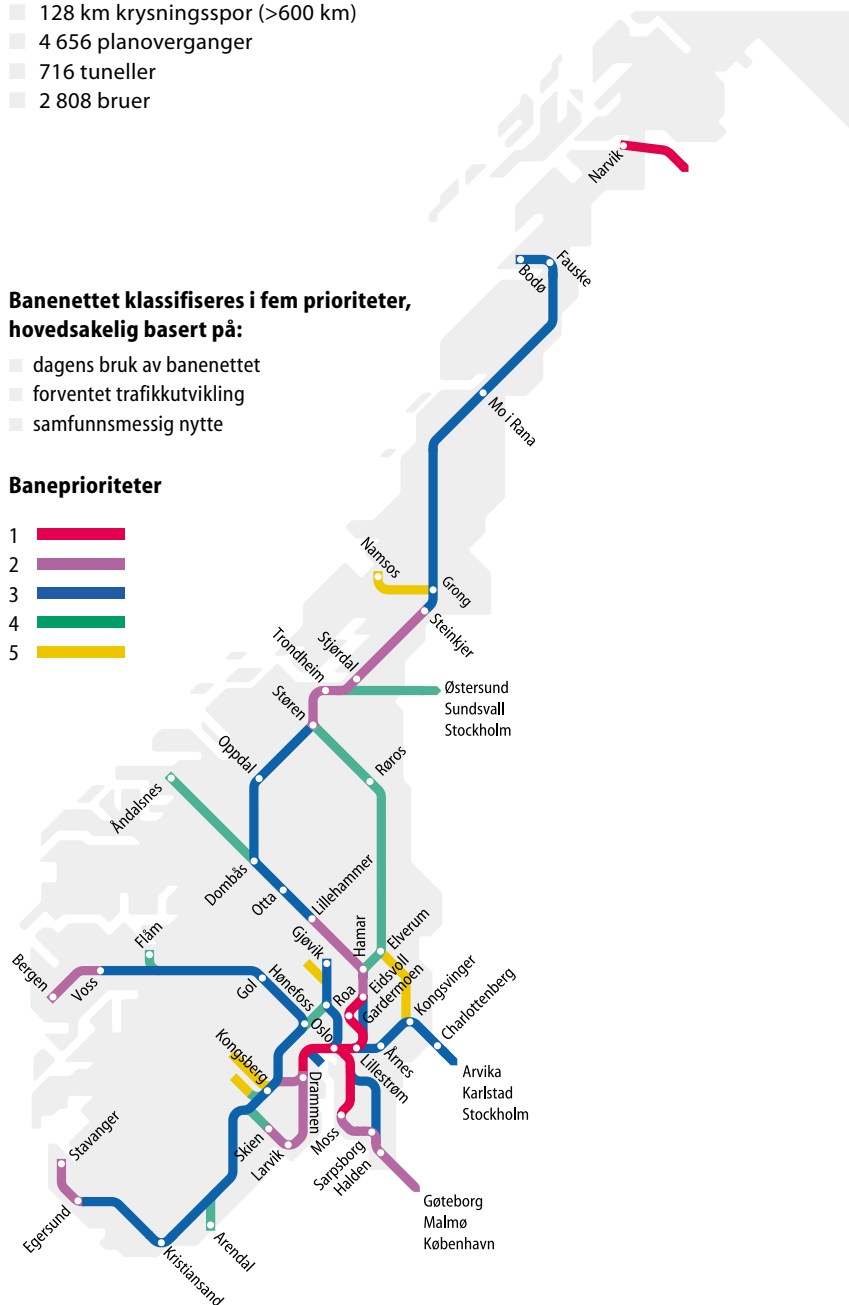 128 km krysningsspor (>600 km)
4 656 planoverganger
716 tuneller
2 808 bruer
Narvik
Bodø
Fauske
Banenettet klassifiseres i fem prioriteter,
hovedsakelig basert på:
dagens bruk av banenettet
forventet trafikkutvikling
samfunnsmessig nytte
Mo i Rana
Baneprioriteter
1
2
3
4
5
Namsos
Grong
Steinkjer
Stjørdal
Trondheim
Støren
Østersund
Sundsvall
Stockholm
Oppdal
Røros
Åndalsnes
Dombås
Otta
Lillehammer
Hamar
Elverum
Gjøvik
Flåm
Bergen
Voss
Gol
Hønefoss
Roa
Eidsvoll
Gardermoen
Kongsvinger
Charlottenberg
Oslo
Lillestrøm
Årnes
Arvika
Karlstad
Stockholm
Kongsberg
Drammen
Skien
Larvik
Moss
Sarpsborg
Halden
Stavanger
Egersund
Kristiansand
Arendal
Gøteborg
Malmø
København